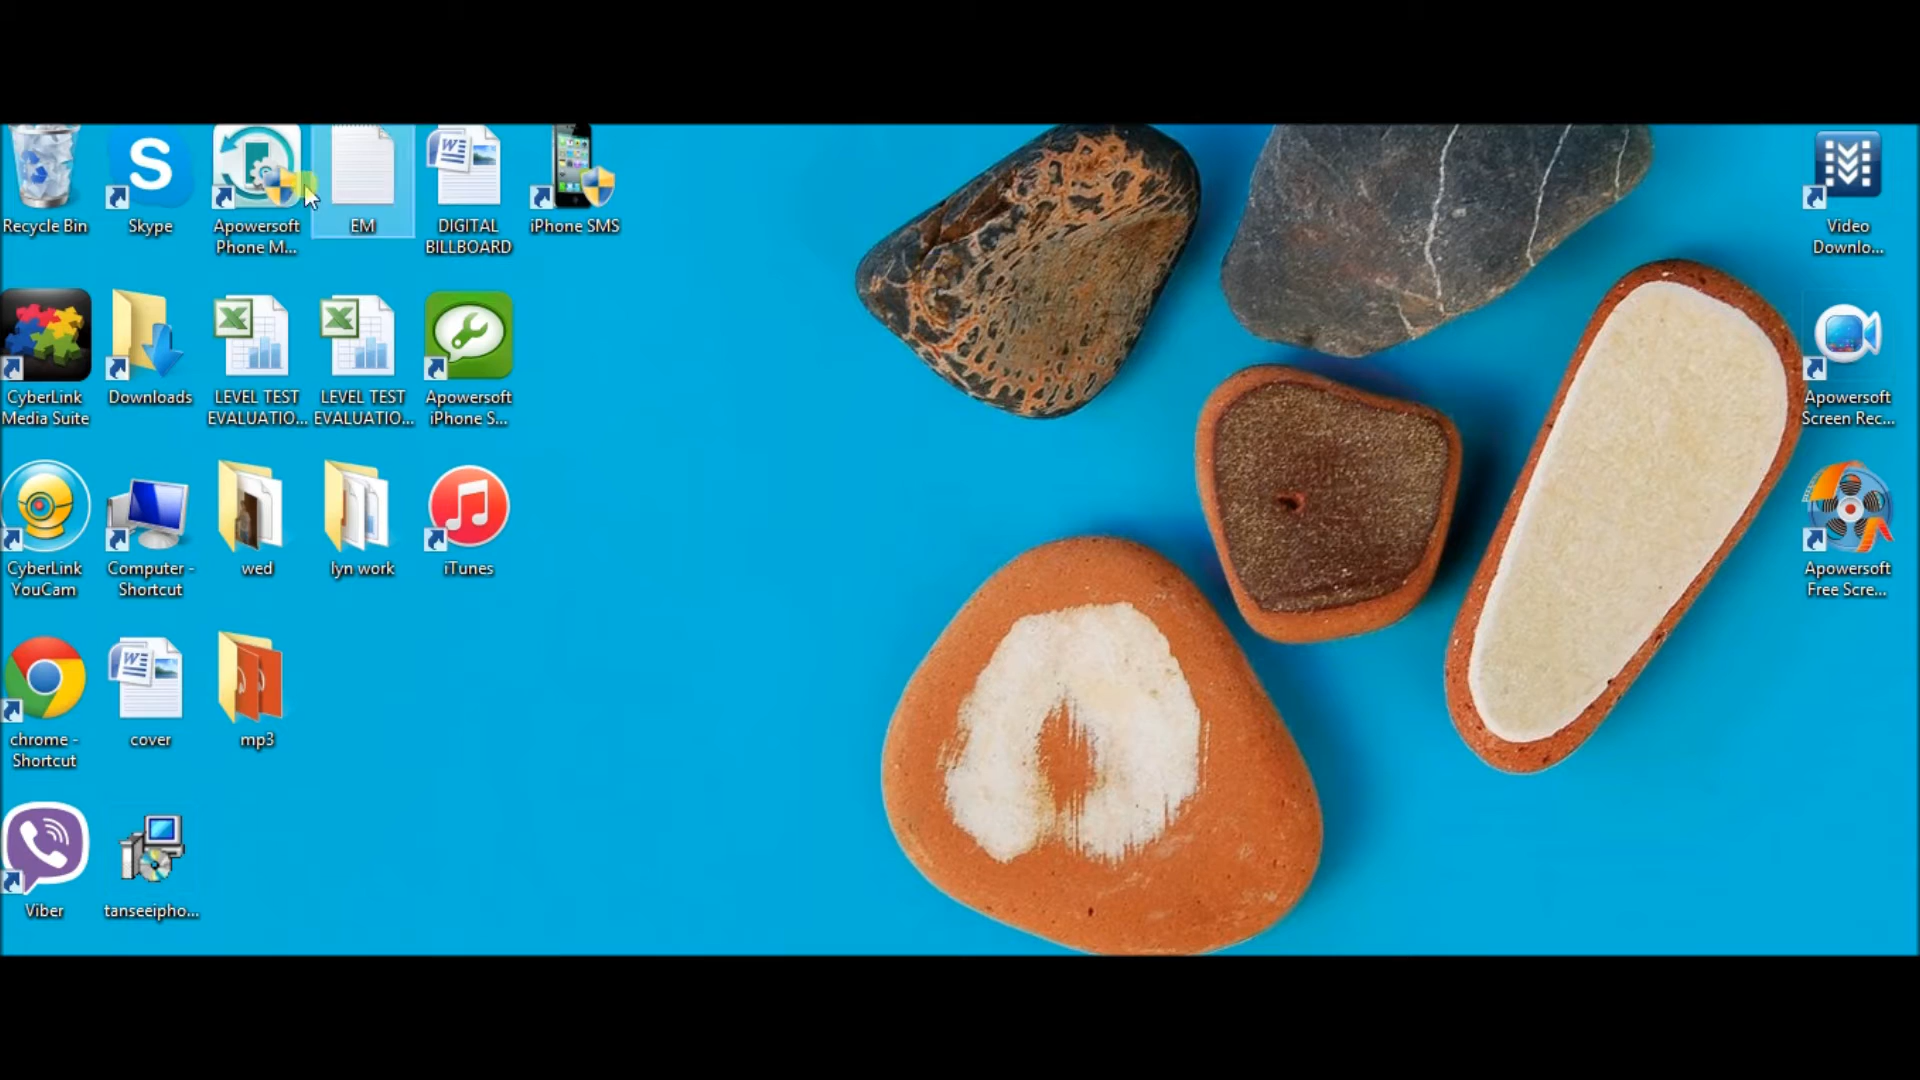 Recycle Bin
Skype
Apowersoft
Phone M...
EM
DIGITAL
BILLBOARD
iPhone SMS
Video
Downlo...
CyberLink
Media Suite
Downloads
LEVEL TEST
EVALUATIO...
LEVEL TEST
EVALUATIO...
Apowersoft
iPhone S...
Apowersoft
Screen Rec...
CyberLink
YouCam
Computer -
Shortcut
wed
lyn work
iTunes
Apowersoft
Free Scre...
chrome -
Shortcut
cover
mp3
Viber
tanseeipho...